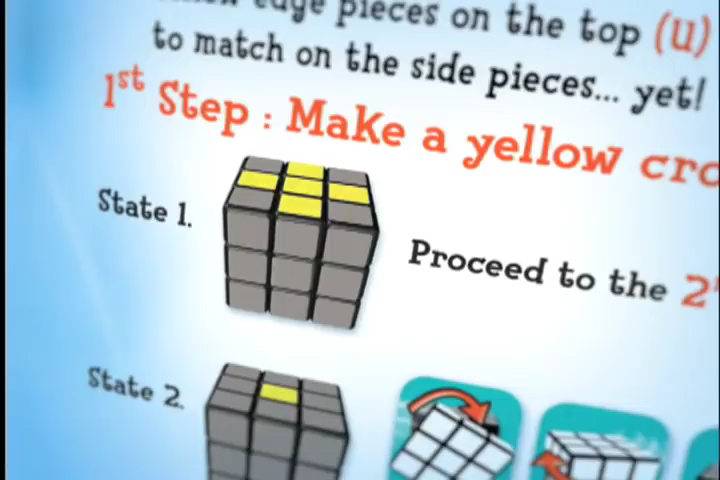 edge pieces on the top (U)
to match on the side pieces... yet!
1st Step : Make a yellow
State 1.
Proceed to the
State 2.